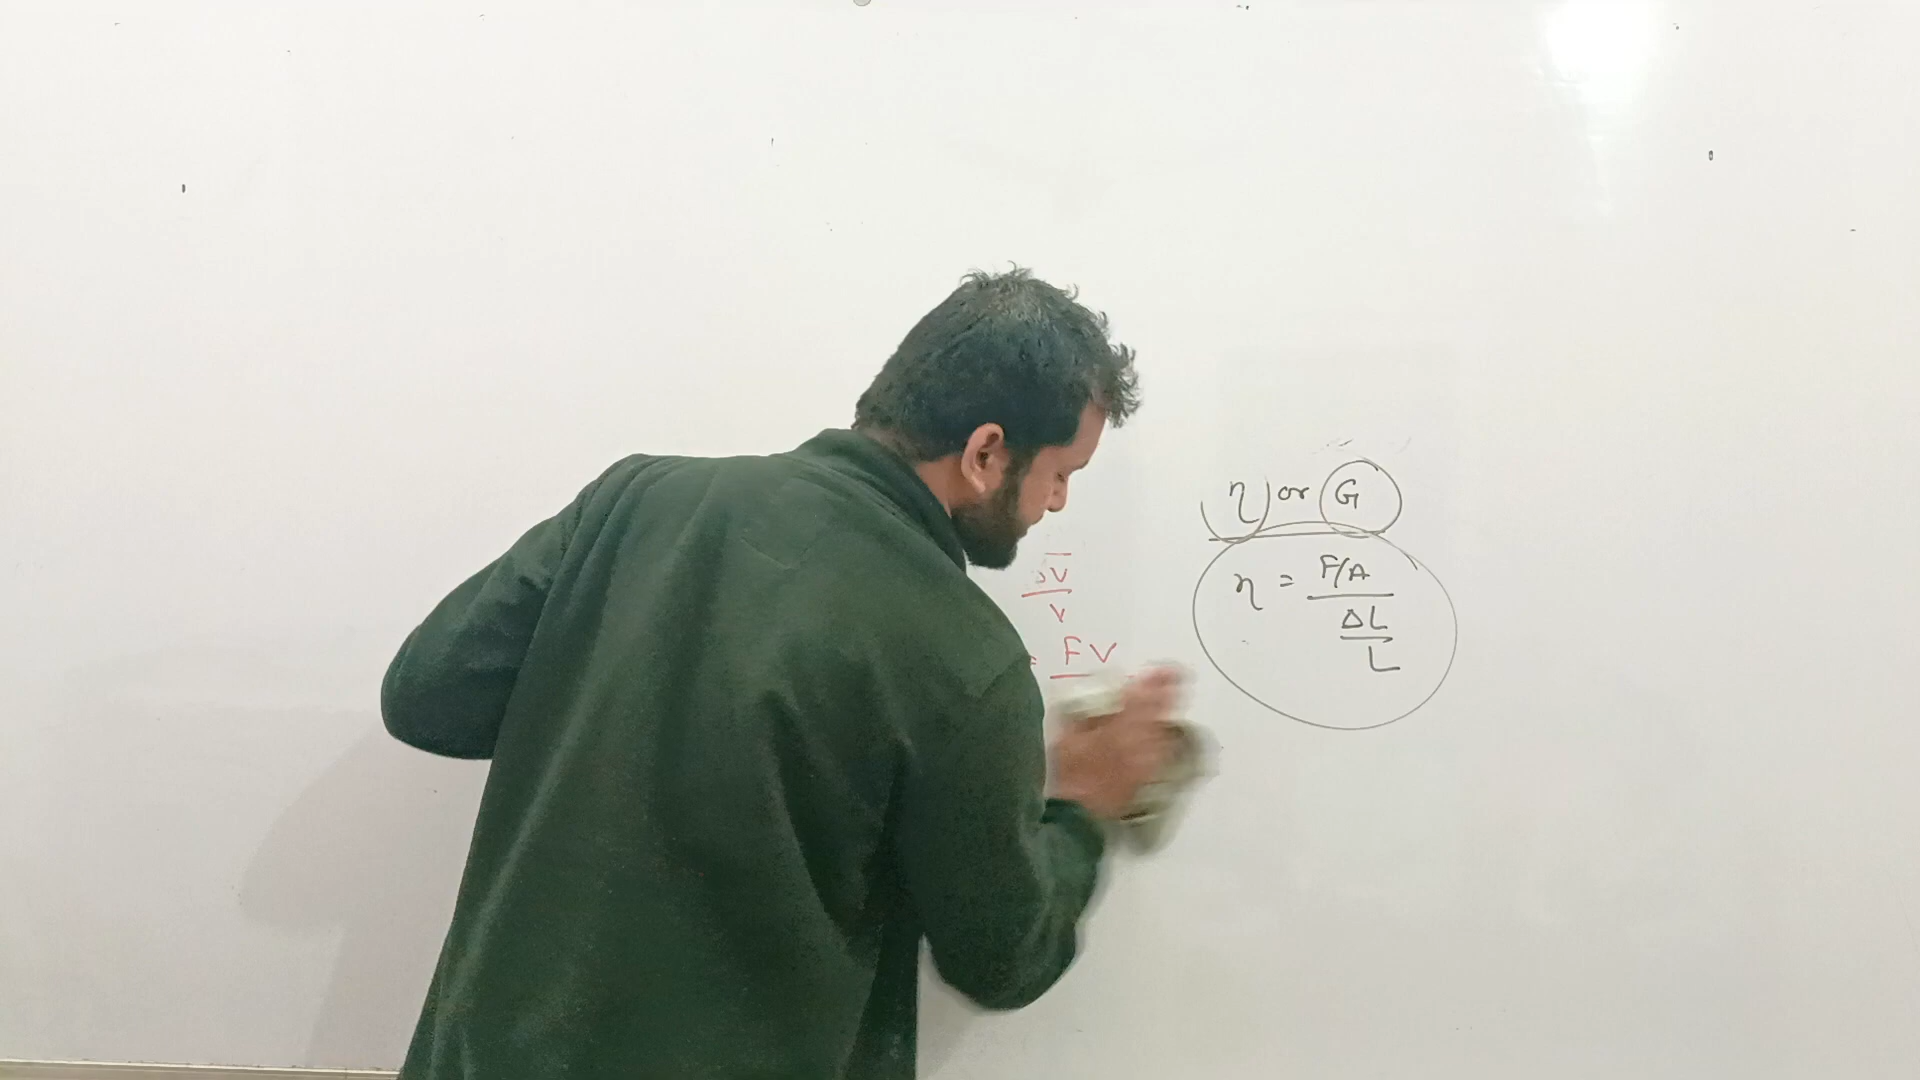 ΔV
V
= FV
η or G
η = F/A
ΔL
L